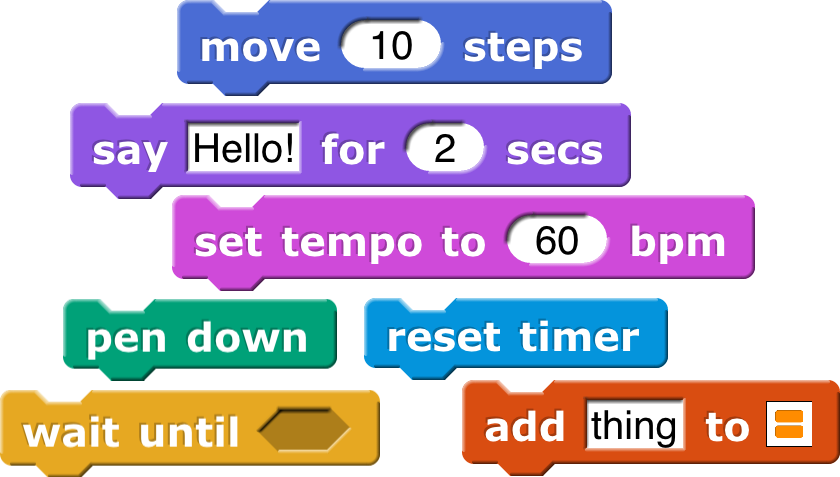 move 10 steps
say Hello! for 2 secs
set tempo to 60 bpm
pen down
reset timer
wait until
add thing to